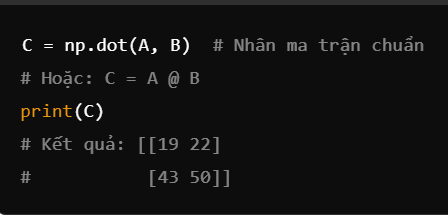 C = np.dot(A, B)  # Nhân ma trận chuẩn
# Hoặc: C = A @ B
print(C)
# Kết quả: [[19 22]
#           [43 50]]